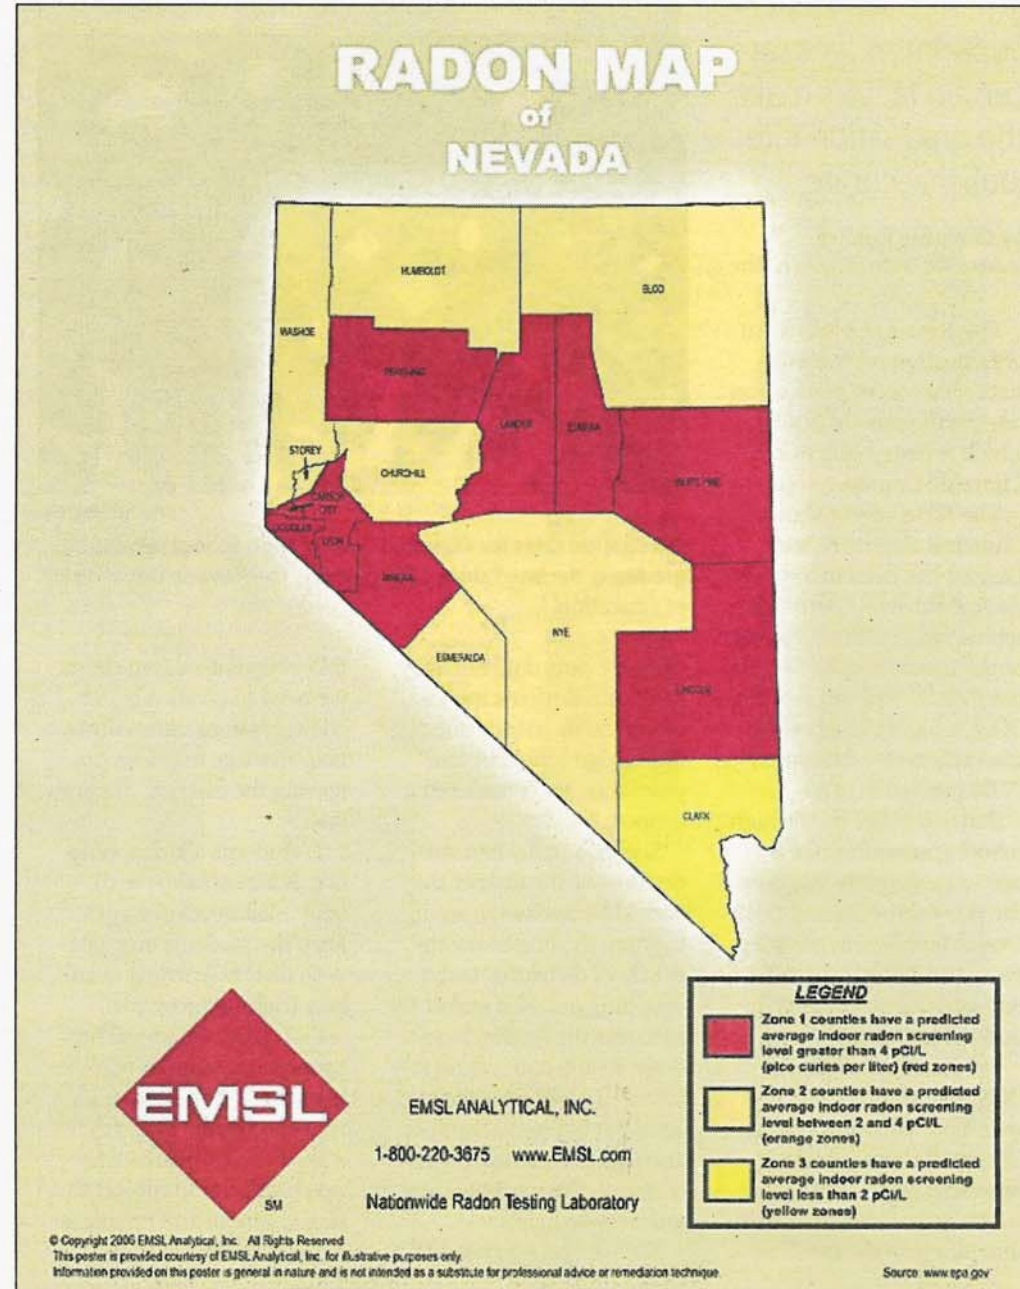 RADON MAP
of
NEVADA
HUMBOLDT
ELCO
WASHOE
PERSHING
LANDER
EUREKA
STOREY
CHURCHILL
WHITE PINE
CARSON
CITY
DOUGLAS
LYON
MINERAL
NYE
ESMERALDA
LINCOLN
CLARK
LEGEND
Zone 1 counties have a predicted
average indoor radon screening
level greater than 4 pCi/L
(pico curies per liter) (red zones)
Zone 2 counties have a predicted
average indoor radon screening
level between 2 and 4 pCi/L
(orange zones)
Zone 3 counties have a predicted
average indoor radon screening
level less than 2 pCi/L
(yellow zones)
EMSL
SM
EMSL ANALYTICAL, INC.
1-800-220-3675 www.EMSL.com
Nationwide Radon Testing Laboratory
© Copyright 2006 EMSL Analytical, Inc. All Rights Reserved
This poster is provided courtesy of EMSL Analytical, Inc. for illustrative purposes only.
Information provided on this poster is general in nature and is not intended as a substitute for professional advice or remediation technique.
Source: www.epa.gov